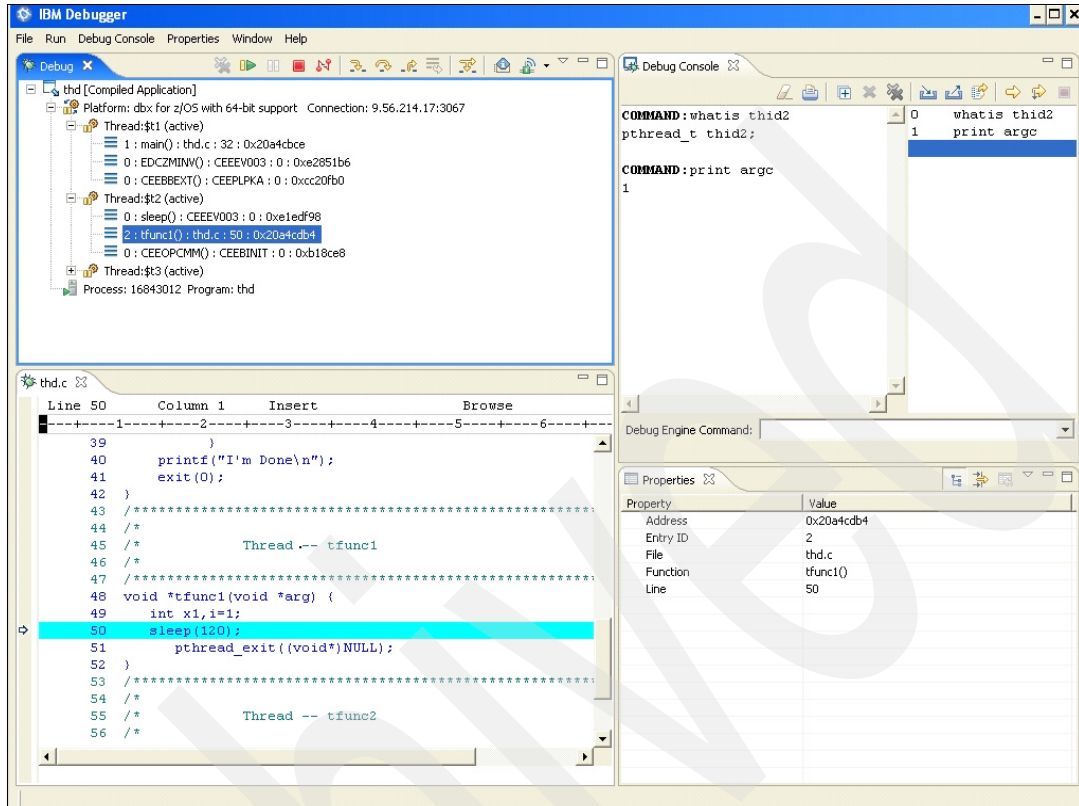 IBM Debugger
File Run Debug Console Properties Window Help
Debug
thd [Compiled Application]
Platform: dbx for z/OS with 64-bit support Connection: 9.56.214.17:3067
Thread:$t1 (active)
1 : main() : thd.c : 32 : 0x20a4cbce
0 : EDCZMINV() : CEEEV003 : 0 : 0xe2851b6
0 : CEEBBEXT() : CEEPLPKA : 0 : 0xcc20fb0
Thread:$t2 (active)
0 : sleep() : CEEEV003 : 0 : 0xe1edf98
2 : tfunc1() : thd.c : 50 : 0x20a4cdb4
0 : CEEOPCMM() : CEEBINIT : 0 : 0xb18ce8
Thread:$t3 (active)
Process: 16843012 Program: thd
Debug Console
COMMAND:whatis thid2
pthread_t thid2;
COMMAND:print argc
1
0 whatis thid2
1 print argc
Debug Engine Command:
thd.c
Line 50 Column 1 Insert Browse
----+----1----+----2----+----3----+----4----+----5----+----6----+---
39 }
40 printf("I'm Done\n");
41 exit(0);
42 }
43 /*******************************************************
44 /*
45 /* Thread -- tfunc1
46 /*
47 /*******************************************************
48 void *tfunc1(void *arg) {
49 int x1,i=1;
50 sleep(120);
51 pthread_exit((void*)NULL);
52 }
53 /*******************************************************
54 /*
55 /* Thread -- tfunc2
56 /*
Properties
Property Value
Address 0x20a4cdb4
Entry ID 2
File thd.c
Function tfunc1()
Line 50